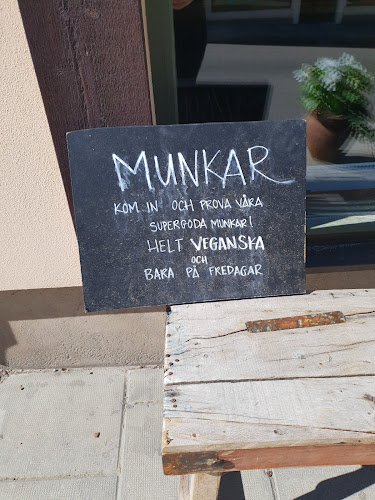 MUNKAR
KOM IN OCH PROVA VÅRA
SUPERGODA MUNKAR!
HELT VEGANSKA
OCH
BARA PÅ FREDAGAR